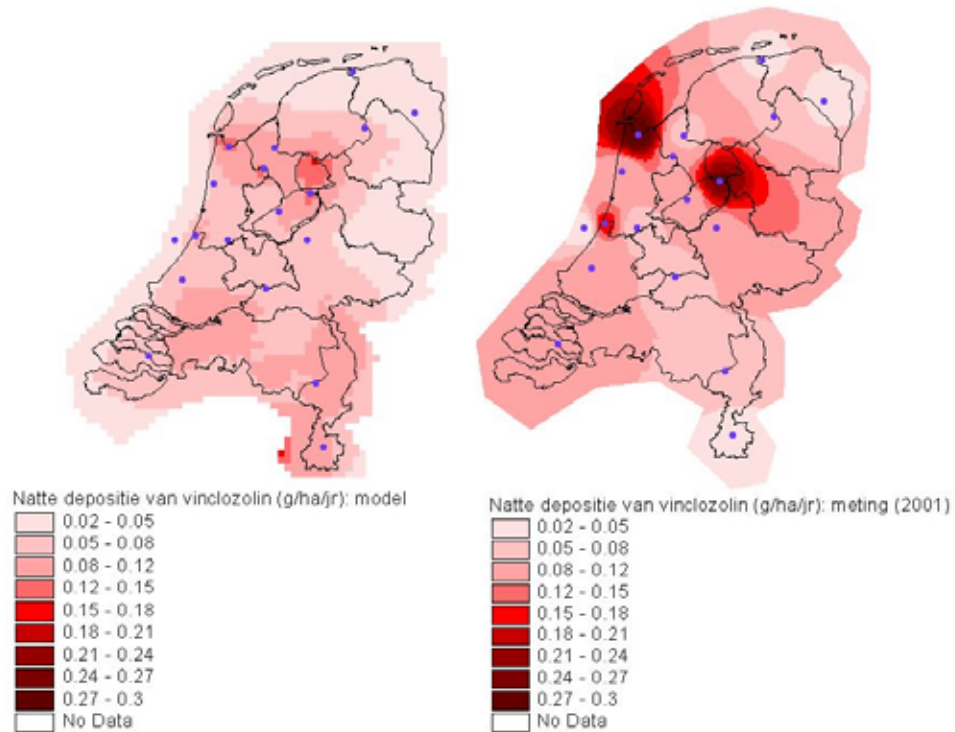 Natte depositie van vinclozolin (g/ha/jr): model
0.02 - 0.05
0.05 - 0.08
0.08 - 0.12
0.12 - 0.15
0.15 - 0.18
0.18 - 0.21
0.21 - 0.24
0.24 - 0.27
0.27 - 0.3
No Data
Natte depositie van vinclozolin (g/ha/jr): meting (2001)
0.02 - 0.05
0.05 - 0.08
0.08 - 0.12
0.12 - 0.15
0.15 - 0.18
0.18 - 0.21
0.21 - 0.24
0.24 - 0.27
0.27 - 0.3
No Data